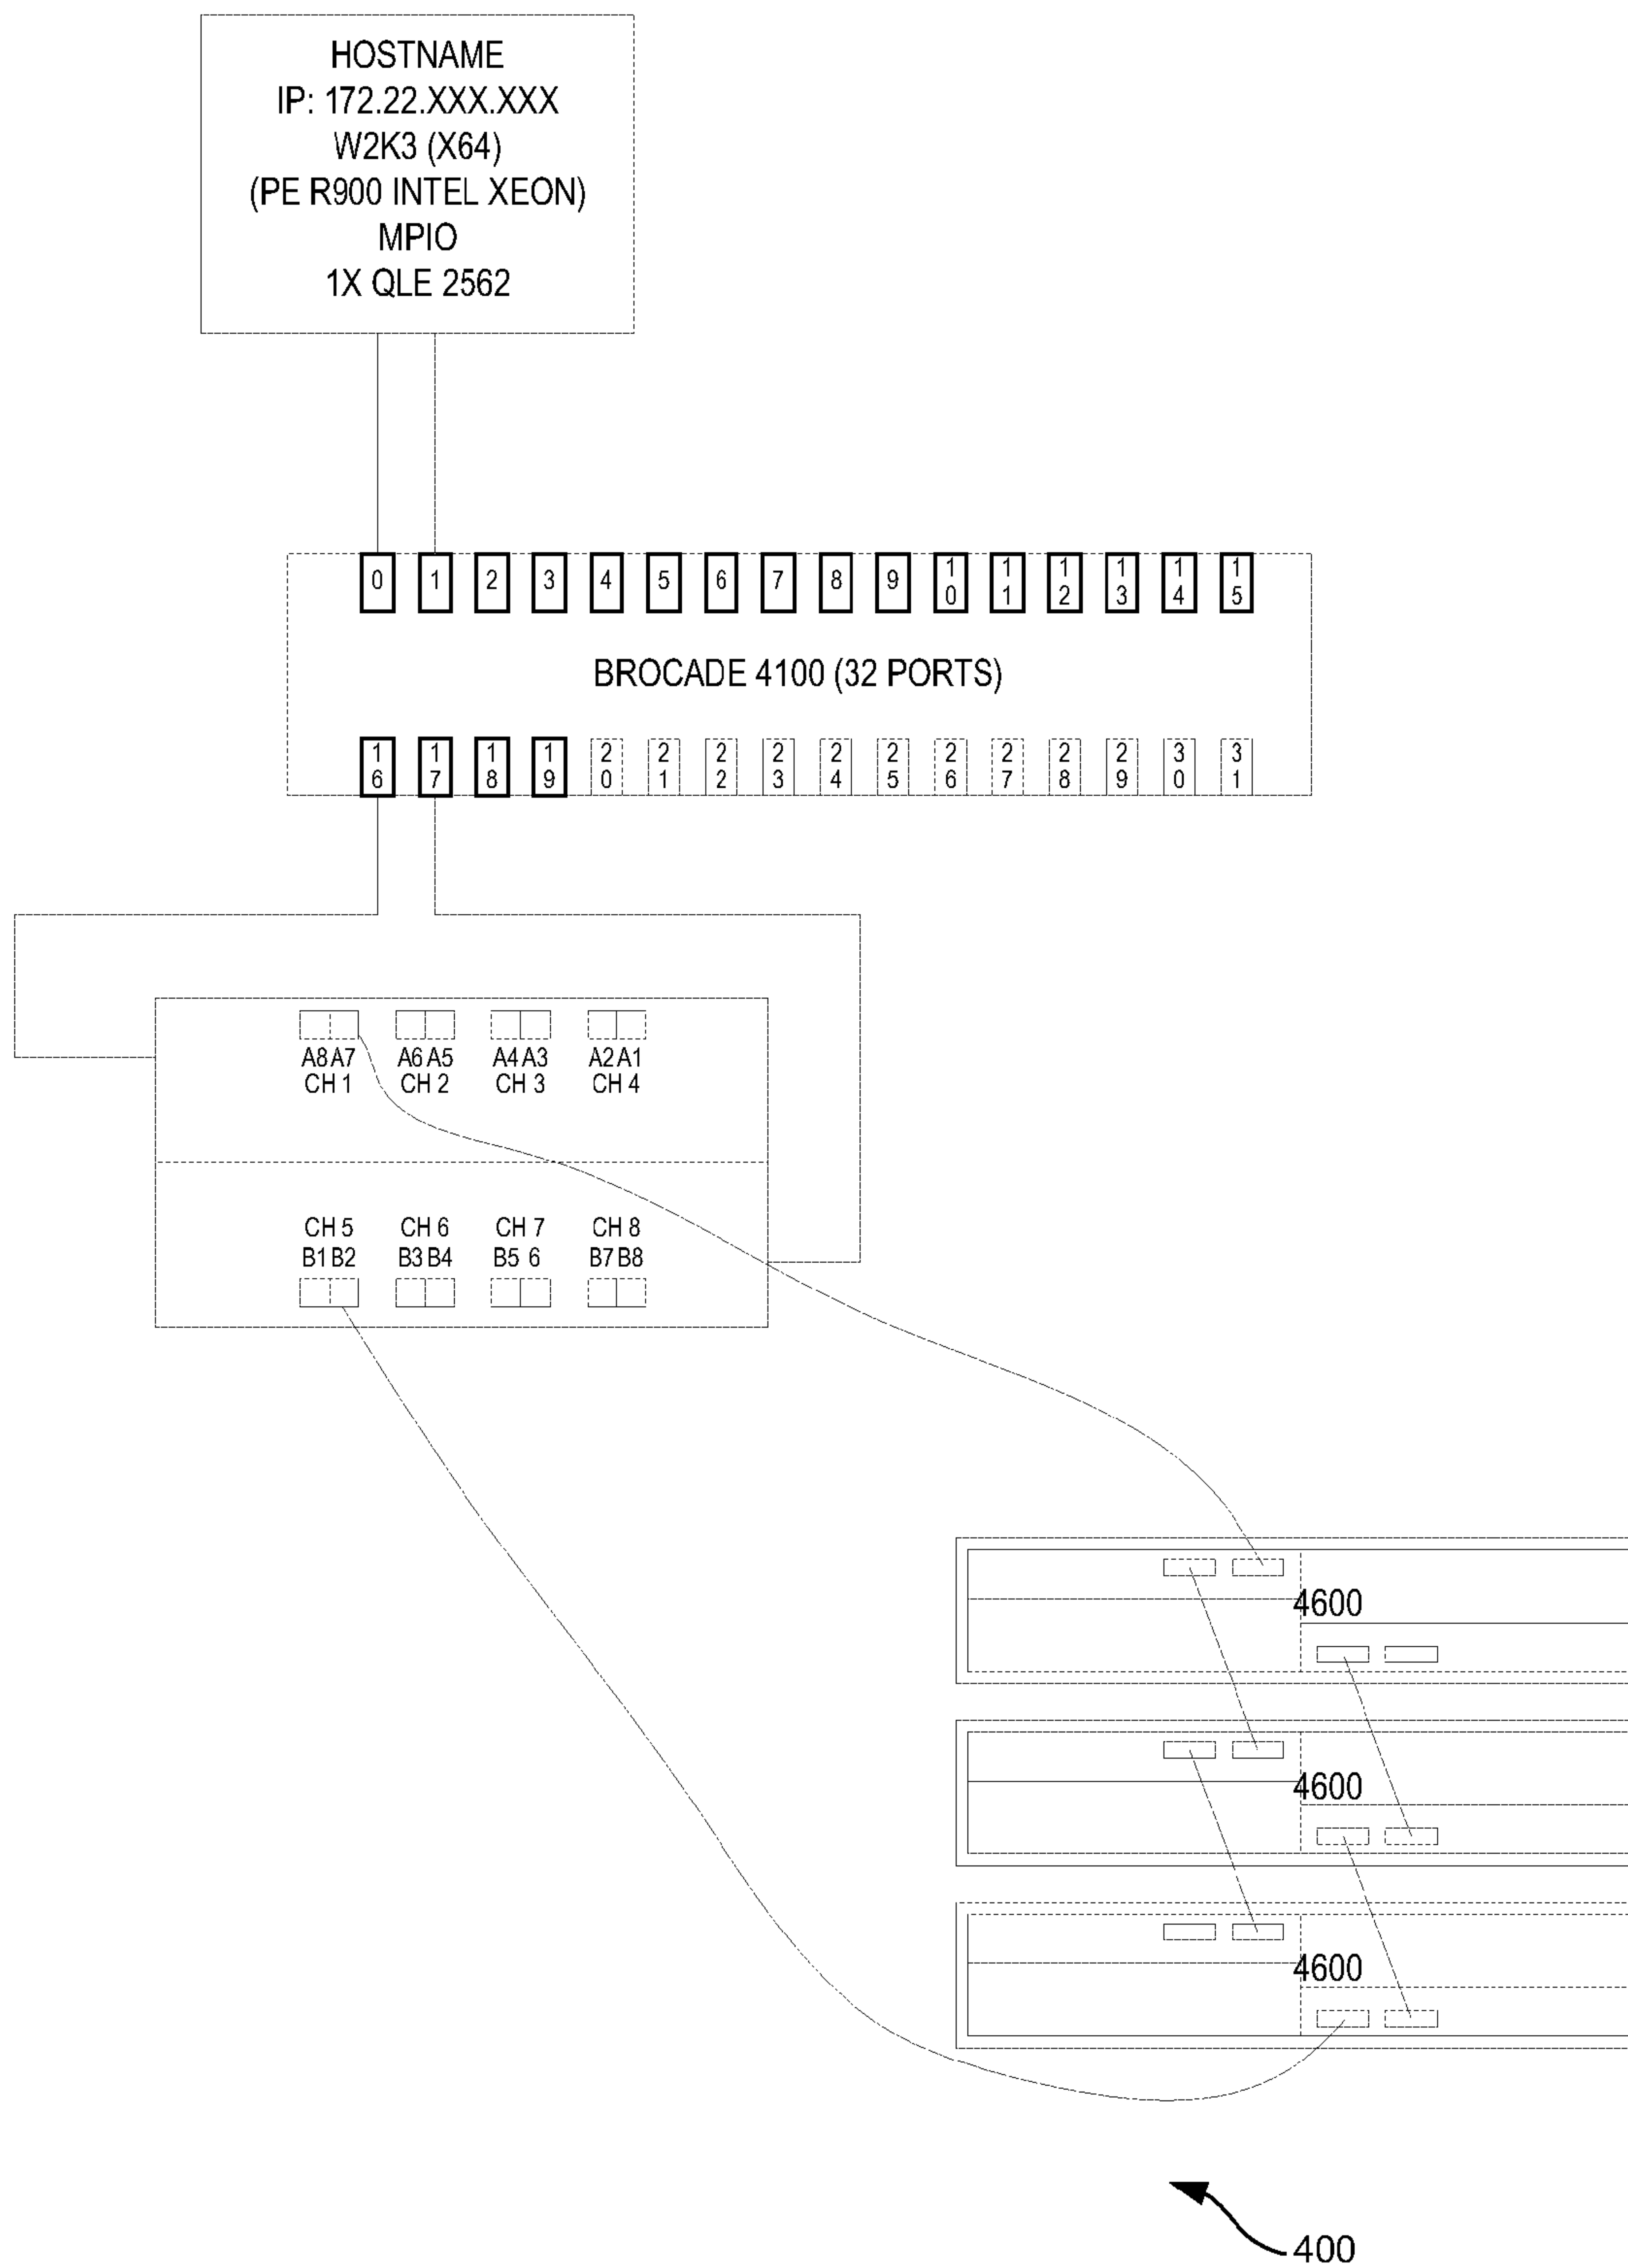 HOSTNAME
IP: 172.22.XXX.XXX
W2K3 (X64)
(PE R900 INTEL XEON)
MPIO
1X QLE 2562
0 1 2 3 4 5 6 7 8 9 10 11 12 13 14 15
BROCADE 4100 (32 PORTS)
16 17 18 19 20 21 22 23 24 25 26 27 28 29 30 31
A8 A7 A6 A5 A4 A3 A2 A1
CH 1 CH 2 CH 3 CH 4
CH 5 CH 6 CH 7 CH 8
B1 B2 B3 B4 B5 6 B7 B8
4600
4600
4600
400